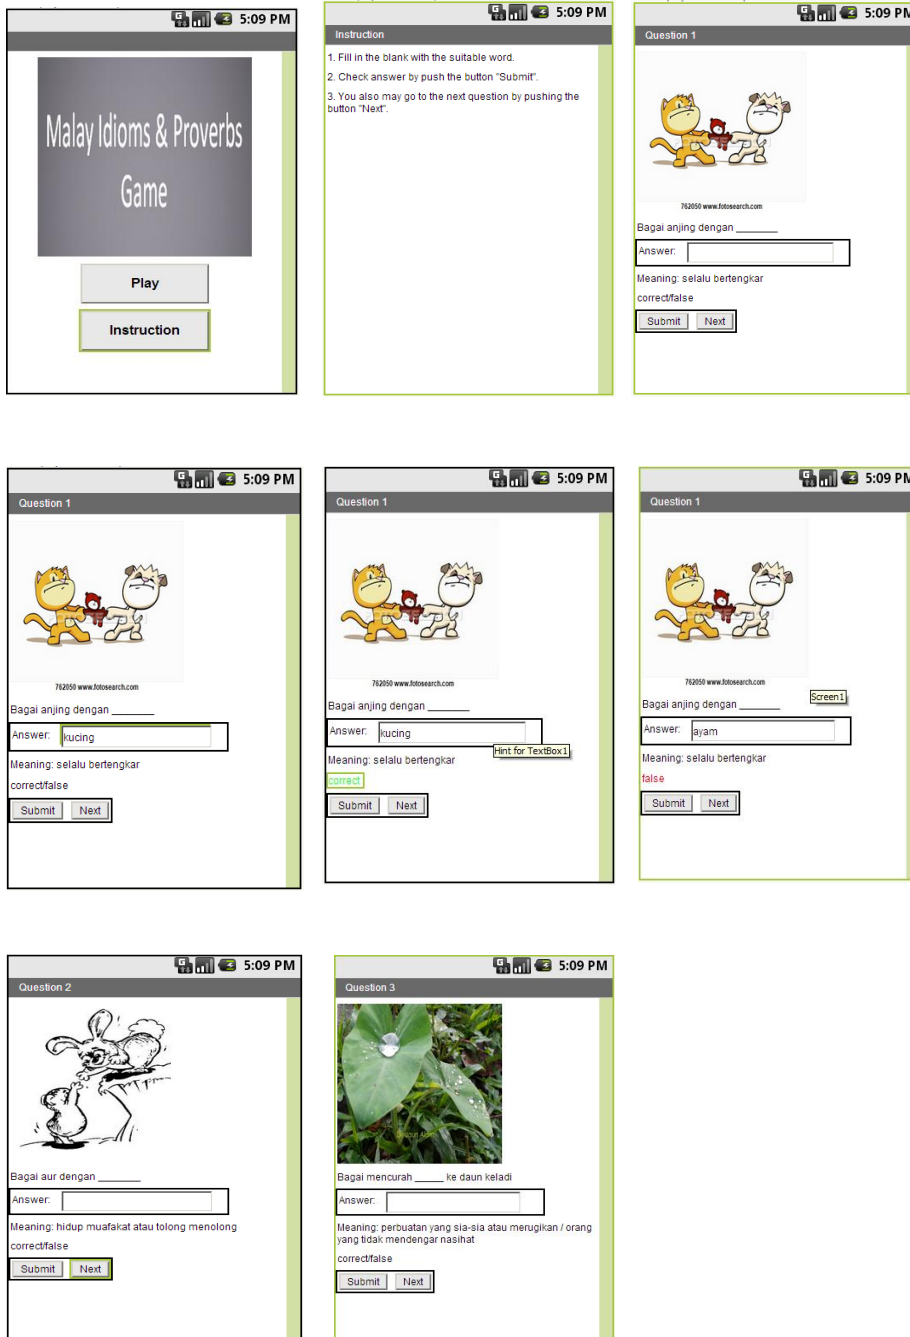 5:09 PM
Malay Idioms & Proverbs
Game
Play
Instruction
5:09 PM
Instruction
1. Fill in the blank with the suitable word.
2. Check answer by push the button "Submit".
3. You also may go to the next question by pushing the
button "Next".
5:09 PM
Question 1
762050 www.fotosearch.com
Bagai anjing dengan ________
Answer:
Meaning: selalu bertengkar
correct/false
Submit Next
5:09 PM
Question 1
762050 www.fotosearch.com
Bagai anjing dengan ________
Answer: kucing
Meaning: selalu bertengkar
correct/false
Submit Next
5:09 PM
Question 1
762050 www.fotosearch.com
Bagai anjing dengan ________
Answer: kucing
Hint for TextBox1
Meaning: selalu bertengkar
correct
Submit Next
5:09 PM
Question 1
762050 www.fotosearch.com
Screen1
Bagai anjing dengan ________
Answer: ayam
Meaning: selalu bertengkar
false
Submit Next
5:09 PM
Question 2
Bagai aur dengan ________
Answer:
Meaning: hidup muafakat atau tolong menolong
correct/false
Submit Next
5:09 PM
Question 3
Bagai mencurah _____ ke daun keladi
Answer:
Meaning: perbuatan yang sia-sia atau merugikan / orang
yang tidak mendengar nasihat
correct/false
Submit Next